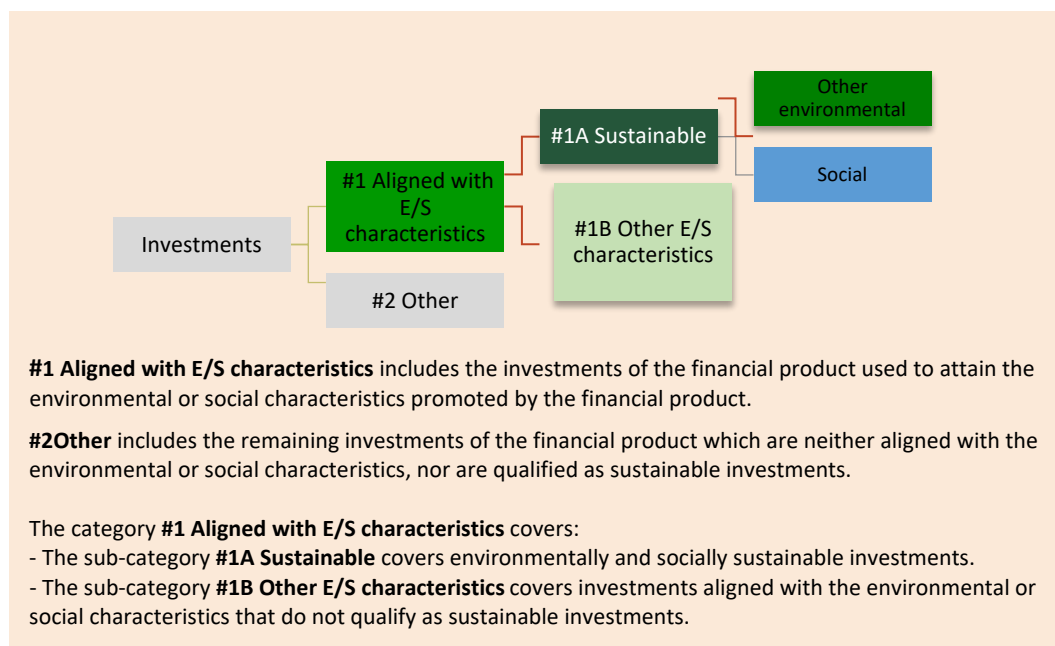 Other
environmental
#1A Sustainable
Social
#1 Aligned with
E/S
characteristics
#1B Other E/S
characteristics
Investments
#2 Other
#1 Aligned with E/S characteristics includes the investments of the financial product used to attain the
environmental or social characteristics promoted by the financial product.
#2Other includes the remaining investments of the financial product which are neither aligned with the
environmental or social characteristics, nor are qualified as sustainable investments.
The category #1 Aligned with E/S characteristics covers:
- The sub-category #1A Sustainable covers environmentally and socially sustainable investments.
- The sub-category #1B Other E/S characteristics covers investments aligned with the environmental or
social characteristics that do not qualify as sustainable investments.